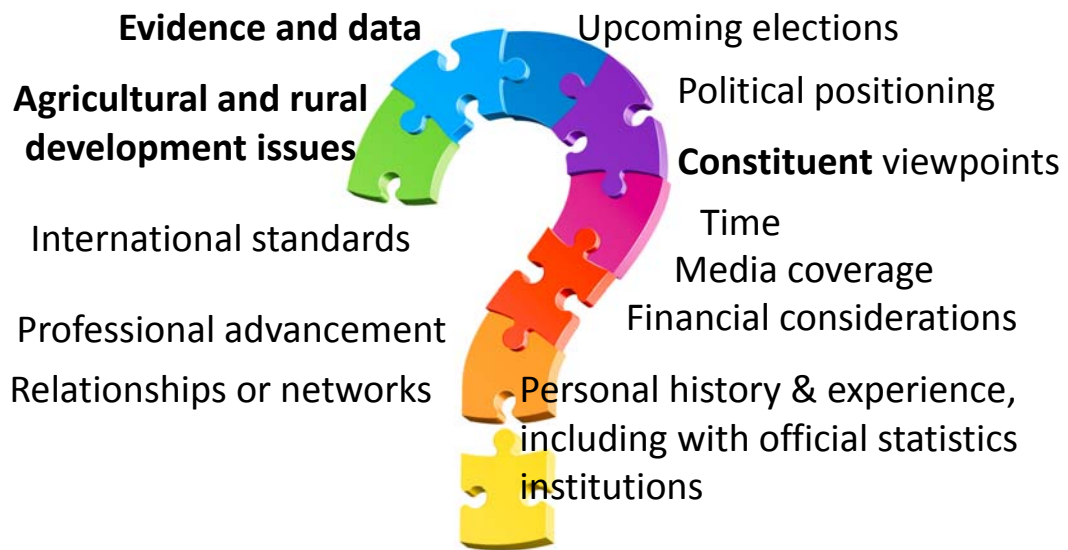 Evidence and data
Upcoming elections
Agricultural and rural
development issues
Political positioning
Constituent viewpoints
International standards
Time
Media coverage
Professional advancement
Financial considerations
Relationships or networks
Personal history & experience,
including with official statistics
institutions